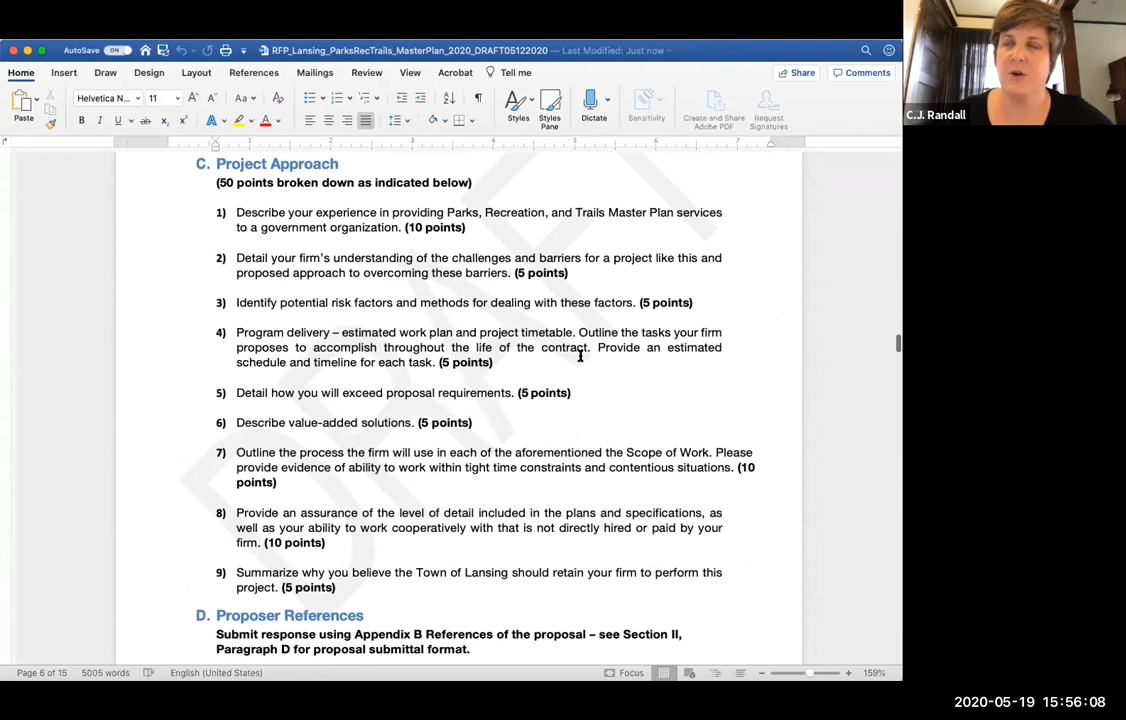 AutoSave ON RFP_Lansing_ParksRecTrails_MasterPlan_2020_DRAFT05122020 — Last Modified: Just now
Home Insert Draw Design Layout References Mailings Review View Acrobat Tell me Share Comments
Paste Helvetica N... 11 Styles Styles Pane Dictate Sensitivity Create and Share Adobe PDF Request Signatures
1 2 3 4 5 6 7
C. Project Approach
(50 points broken down as indicated below)
1) Describe your experience in providing Parks, Recreation, and Trails Master Plan services
to a government organization. (10 points)
2) Detail your firm's understanding of the challenges and barriers for a project like this and
proposed approach to overcoming these barriers. (5 points)
3) Identify potential risk factors and methods for dealing with these factors. (5 points)
4) Program delivery – estimated work plan and project timetable. Outline the tasks your firm
proposes to accomplish throughout the life of the contract. Provide an estimated
schedule and timeline for each task. (5 points)
5) Detail how you will exceed proposal requirements. (5 points)
6) Describe value-added solutions. (5 points)
7) Outline the process the firm will use in each of the aforementioned the Scope of Work. Please
provide evidence of ability to work within tight time constraints and contentious situations. (10
points)
8) Provide an assurance of the level of detail included in the plans and specifications, as
well as your ability to work cooperatively with that is not directly hired or paid by your
firm. (10 points)
9) Summarize why you believe the Town of Lansing should retain your firm to perform this
project. (5 points)
D. Proposer References
Submit response using Appendix B References of the proposal – see Section II,
Paragraph D for proposal submittal format.
DRAFT
Page 6 of 15 5005 words English (United States) Focus 159%
C.J. Randall
2020-05-19 15:56:08